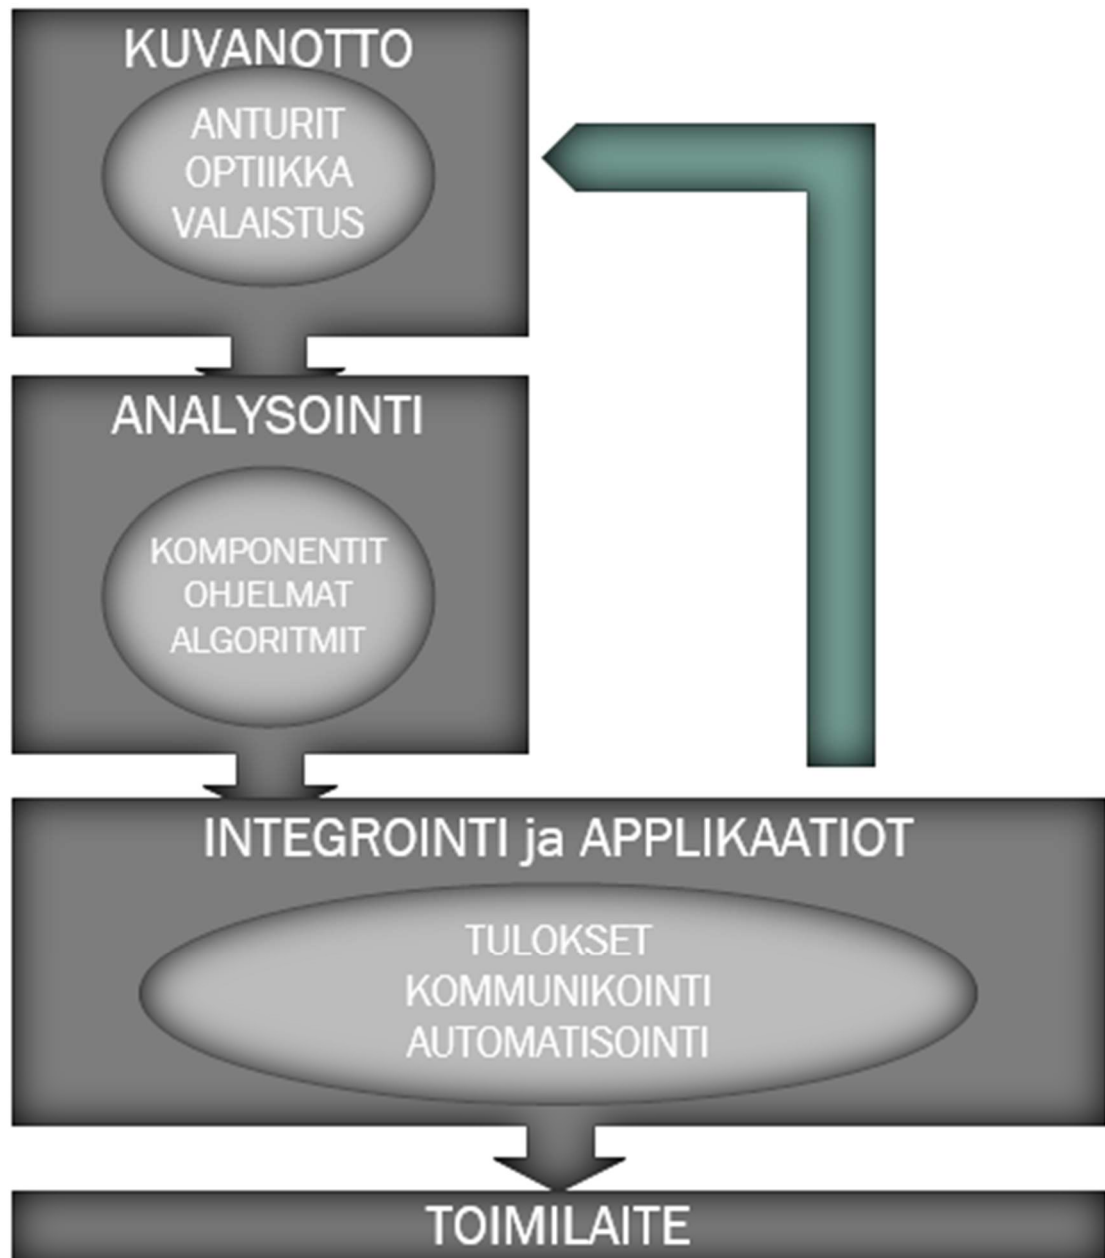 KUVANOTTO
ANTURIT
OPTIIKKA
VALAISTUS
ANALYSOINTI
KOMPONENTIT
OHJELMAT
ALGORITMIT
INTEGROINTI ja APPLIKAATIOT
TULOKSET
KOMMUNIKOINTI
AUTOMATISOINTI
TOIMILAITE